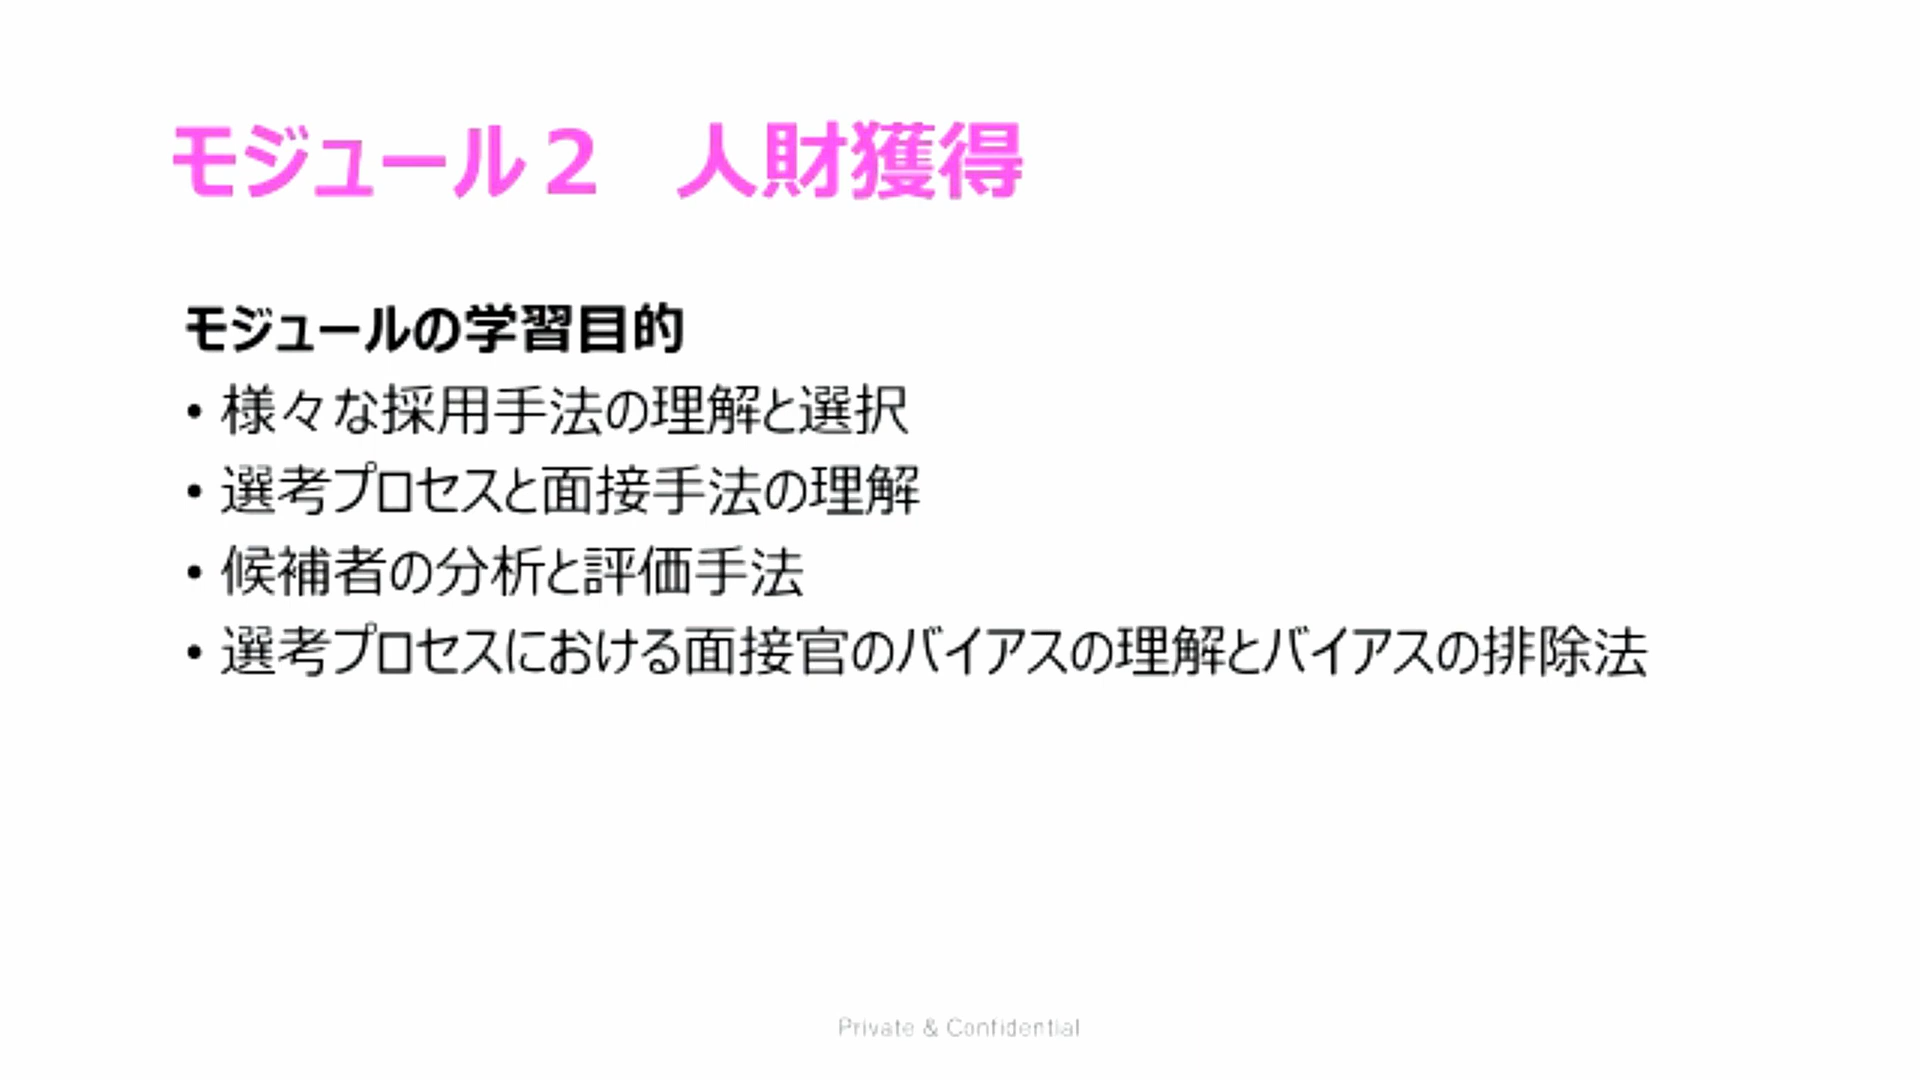 モジュール２　人財獲得
モジュールの学習目的
• 様々な採用手法の理解と選択
• 選考プロセスと面接手法の理解
• 候補者の分析と評価手法
• 選考プロセスにおける面接官のバイアスの理解とバイアスの排除法
Private & Confidential